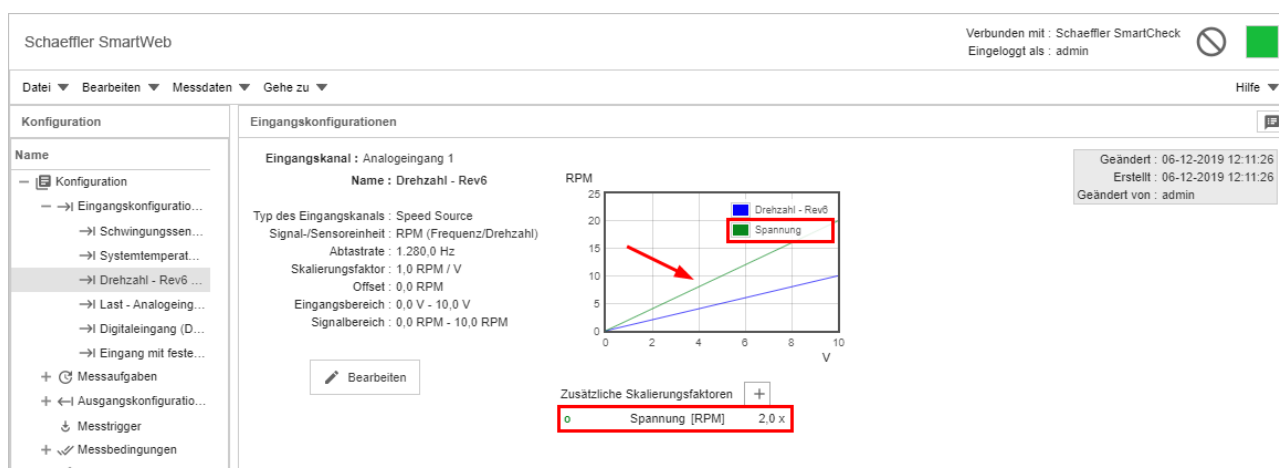 Schaeffler SmartWeb
Verbunden mit : Schaeffler SmartCheck
Eingeloggt als : admin
Datei Bearbeiten Messdaten Gehe zu Hilfe
Konfiguration
Name
Konfiguration
Eingangskonfiguratio...
Schwingungssen...
Systemtemperat...
Drehzahl - Rev6 ...
Last - Analogeing...
Digitaleingang (D...
Eingang mit feste...
Messaufgaben
Ausgangskonfiguratio...
Messtrigger
Messbedingungen
Eingangskonfigurationen
Eingangskanal : Analogeingang 1
Name : Drehzahl - Rev6
Typ des Eingangskanals : Speed Source
Signal-/Sensoreinheit : RPM (Frequenz/Drehzahl)
Abtastrate : 1.280,0 Hz
Skalierungsfaktor : 1,0 RPM / V
Offset : 0,0 RPM
Eingangsbereich : 0,0 V - 10,0 V
Signalbereich : 0,0 RPM - 10,0 RPM
Bearbeiten
RPM
25
20
15
10
5
0
0 2 4 6 8 10
V
Drehzahl - Rev6
Spannung
Zusätzliche Skalierungsfaktoren +
o Spannung [RPM] 2,0 x
Geändert : 06-12-2019 12:11:26
Erstellt : 06-12-2019 12:11:26
Geändert von : admin